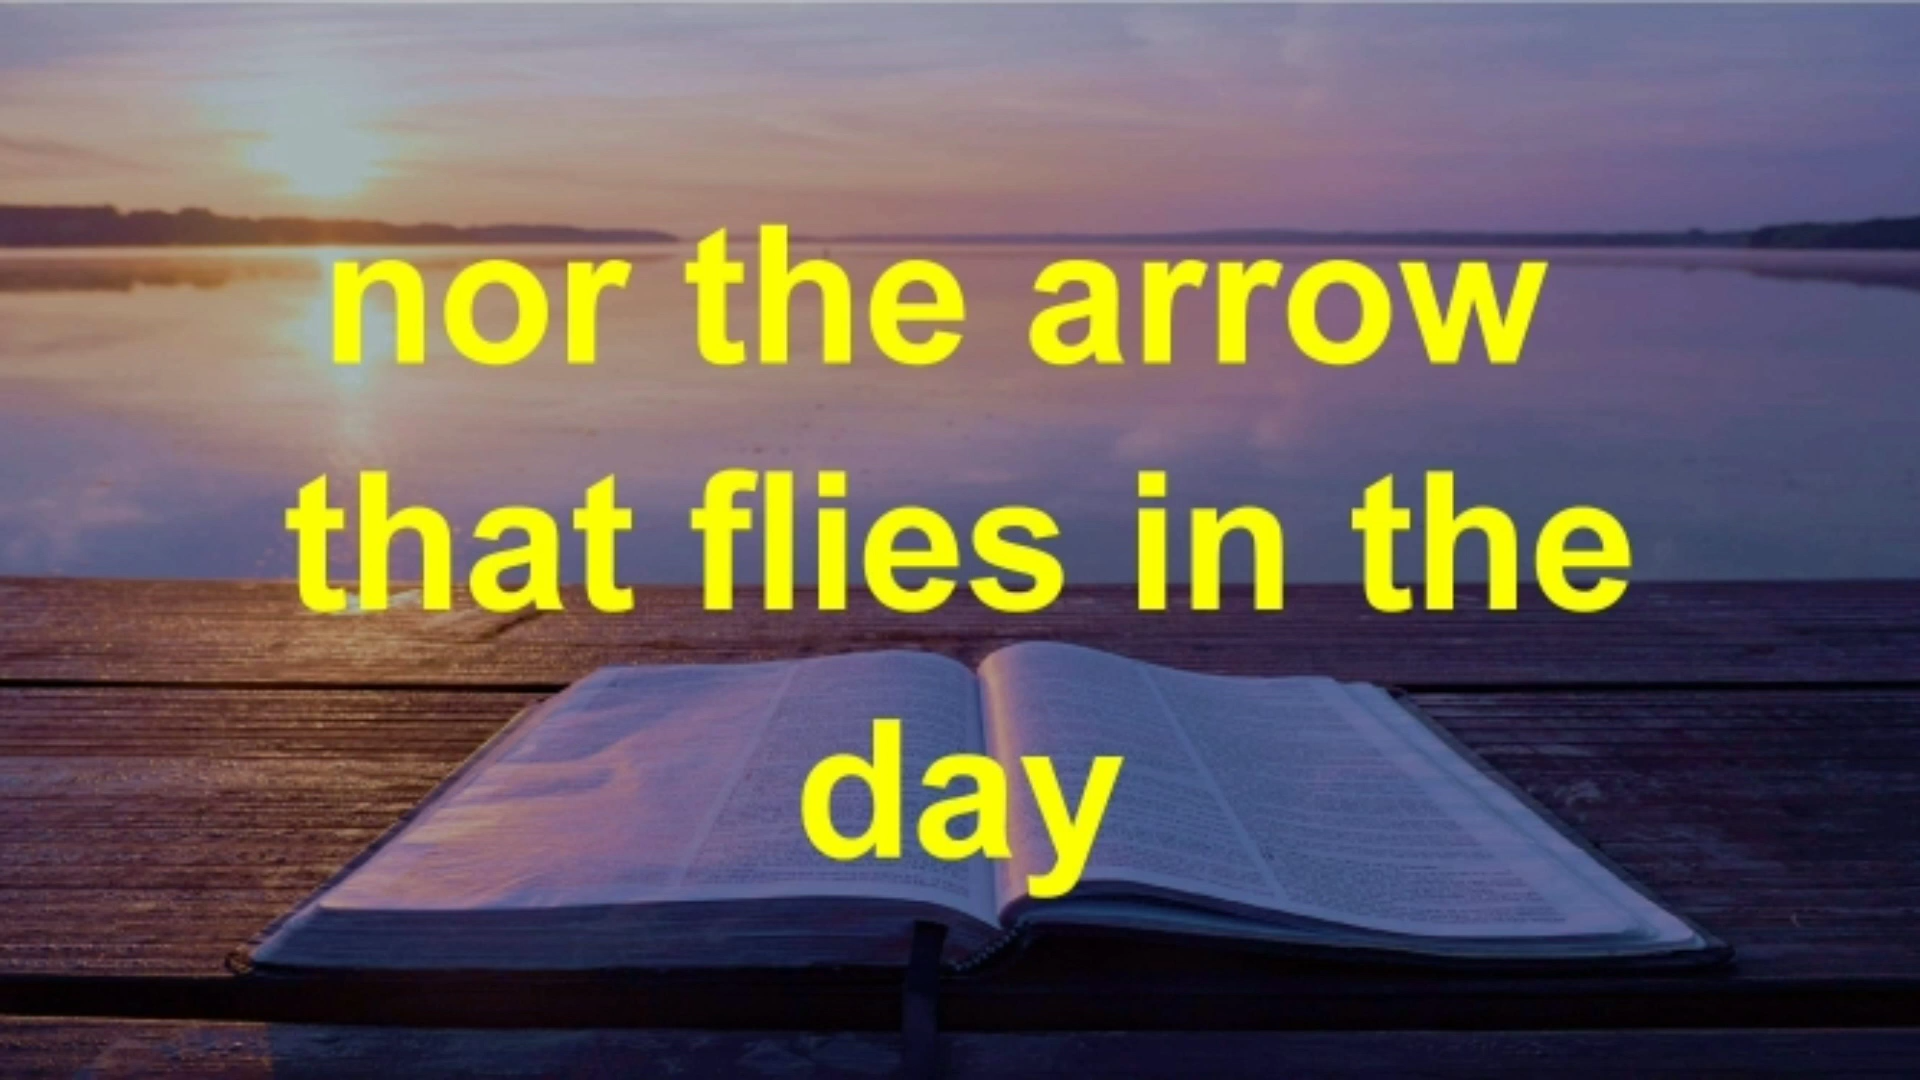 nor the arrow
that flies in the
day